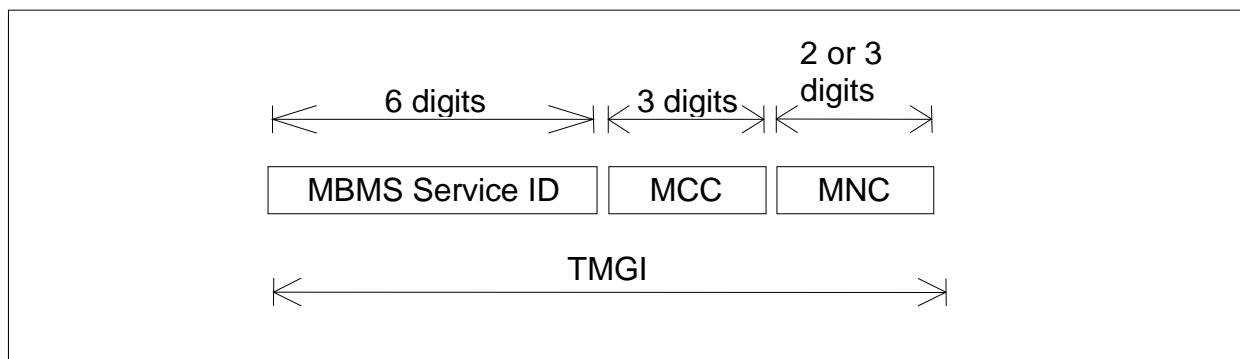 2 or 3
digits
6 digits
3 digits
MBMS Service ID
MCC
MNC
TMGI